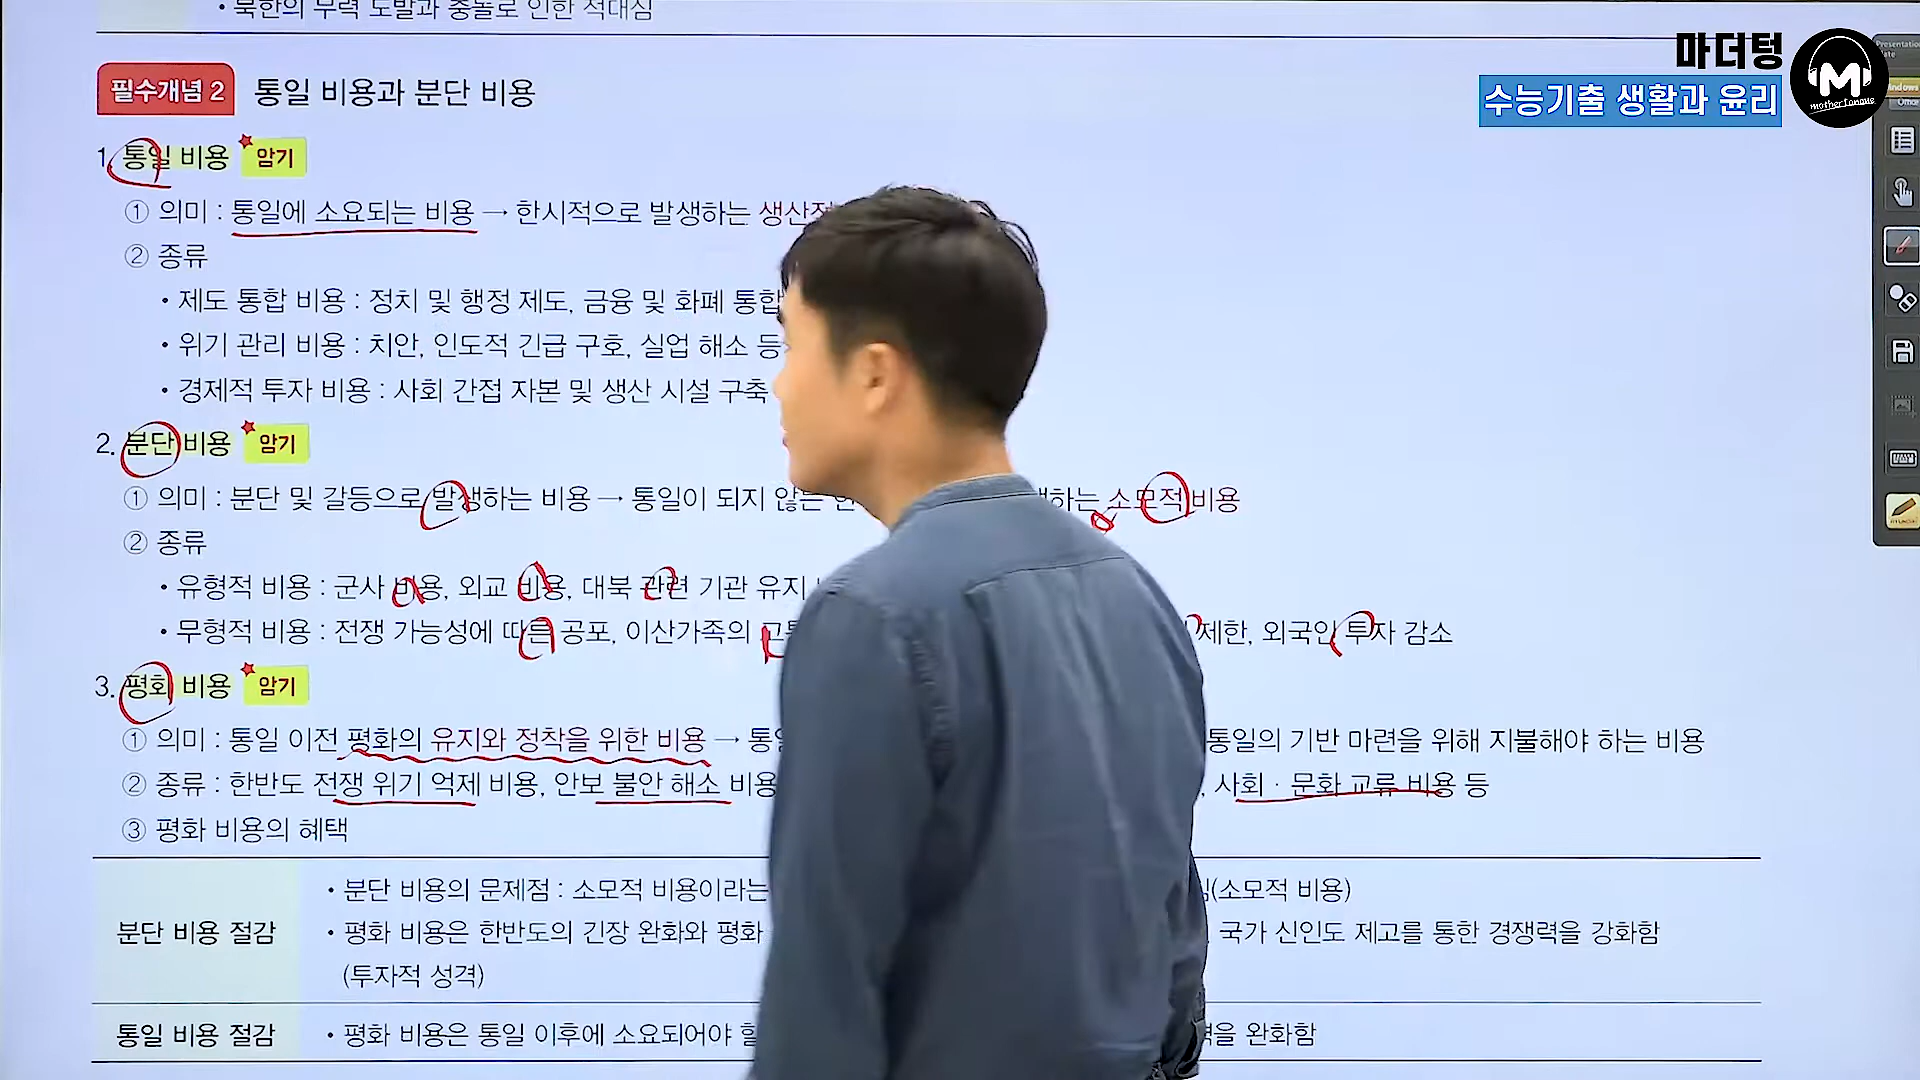 • 북한의 무력 도발과 충돌로 인한 적대심
마더텅
수능기출 생활과 윤리
mothertongue
필수개념 2 통일 비용과 분단 비용
1. 통일 비용 암기
① 의미 : 통일에 소요되는 비용 → 한시적으로 발생하는 생산적
② 종류
• 제도 통합 비용 : 정치 및 행정 제도, 금융 및 화폐 통합
• 위기 관리 비용 : 치안, 인도적 긴급 구호, 실업 해소 등
• 경제적 투자 비용 : 사회 간접 자본 및 생산 시설 구축
2. 분단 비용 암기
① 의미 : 분단 및 갈등으로 발생하는 비용 → 통일이 되지 않는 소모적 비용
② 종류
• 유형적 비용 : 군사 비용, 외교 비용, 대북 관련 기관 유지
• 무형적 비용 : 전쟁 가능성에 따른 공포, 이산가족의 고통 제한, 외국인 투자 감소
3. 평화 비용 암기
① 의미 : 통일 이전 평화의 유지와 정착을 위한 비용 → 통일의 기반 마련을 위해 지불해야 하는 비용
② 종류 : 한반도 전쟁 위기 억제 비용, 안보 불안 해소 비용, 사회 · 문화 교류 비용 등
③ 평화 비용의 혜택
분단 비용 절감
• 분단 비용의 문제점 : 소모적 비용이라는 (소모적 비용)
• 평화 비용은 한반도의 긴장 완화와 평화 국가 신인도 제고를 통한 경쟁력을 강화함
(투자적 성격)
통일 비용 절감
• 평화 비용은 통일 이후에 소요되어야 할 완화함